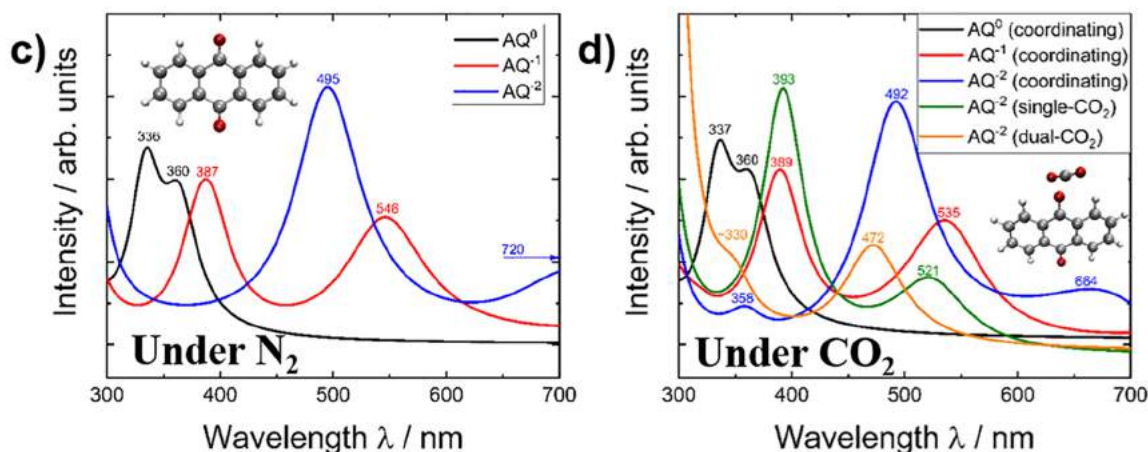 c)
AQ⁰
AQ⁻¹
AQ⁻²
336
360
387
495
546
720
Intensity / arb. units
Under N₂
300 400 500 600 700
Wavelength λ / nm
d)
AQ⁰ (coordinating)
AQ⁻¹ (coordinating)
AQ⁻² (coordinating)
AQ⁻² (single-CO₂)
AQ⁻² (dual-CO₂)
337
360
393
389
492
535
~330
472
521
358
664
Intensity / arb. units
Under CO₂
300 400 500 600 700
Wavelength λ / nm